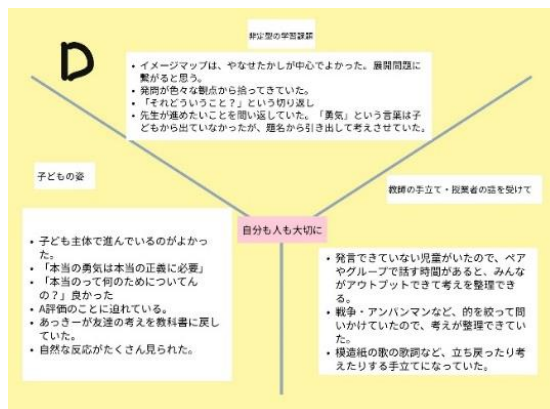 D
非定型の学習課題
• イメージマップは、やなせたかしが中心でよかった。展開問題に
繋がると思う。
• 発問が色々な観点から拾ってきていた。
• 「それどういうこと？」という切り返し
• 先生が進めたいことを問い返していた。「勇気」という言葉は子
どもから出ていなかったが、題名から引き出して考えさせていた。
子どもの姿
教師の手立て・授業者の話を受けて
自分も人も大切に
• 子ども主体で進んでいるのがよかっ
た。
• 「本当の勇気は本当の正義に必要」
• 「本当のって何のためについてん
の？」良かった
• A評価のことに迫れている。
• あっきーが友達の考えを教科書に戻し
ていた。
• 自然な反応がたくさん見られた。
• 発言できていない児童がいたので、ペア
やグループで話す時間があると、みんな
がアウトプットできて考えを整理でき
る。
• 戦争・アンパンマンなど、的を絞って問
いかけていたので、考えが整理できてい
た。
• 模造紙の歌の歌詞など、立ち戻ったり考
えたりする手立てになっていた。